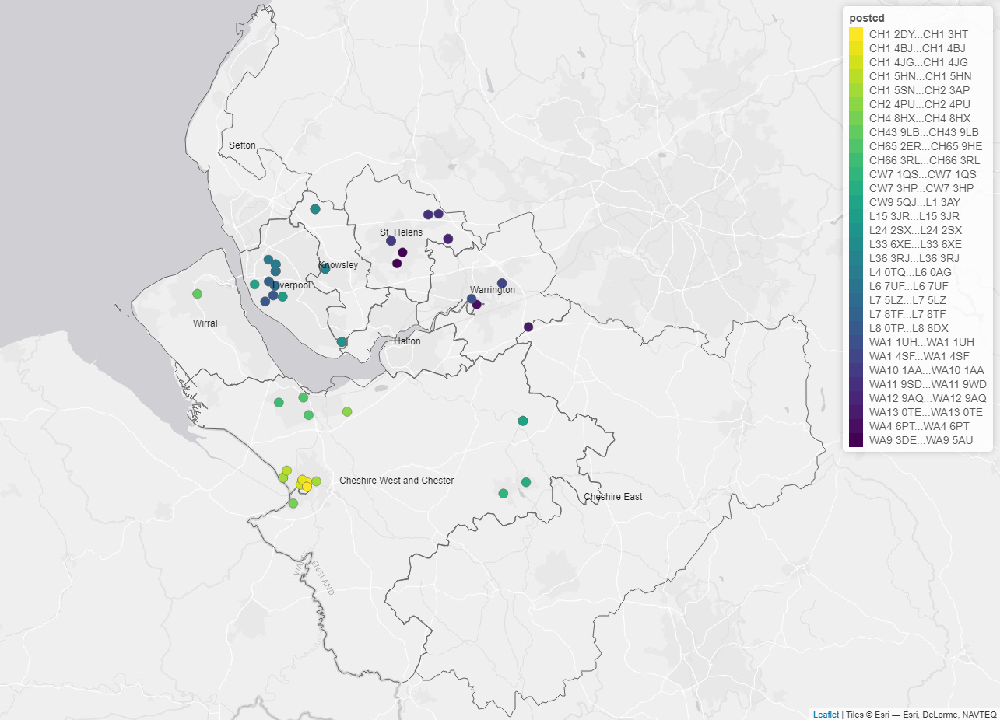 postcd
CH1 2DY...CH1 3HT
CH1 4BJ...CH1 4BJ
CH1 4JG...CH1 4JG
CH1 5HN...CH1 5HN
CH1 5SN...CH2 3AP
CH2 4PU...CH2 4PU
CH4 8HX...CH4 8HX
CH43 9LB...CH43 9LB
CH65 2ER...CH65 9HE
CH66 3RL...CH66 3RL
CW7 1QS...CW7 1QS
CW7 3HP...CW7 3HP
CW9 5QJ...L1 3AY
L15 3JR...L15 3JR
L24 2SX...L24 2SX
L33 6XE...L33 6XE
L36 3RJ...L36 3RJ
L4 0TQ...L6 0AG
L6 7UF...L6 7UF
L7 5LZ...L7 5LZ
L7 8TF...L7 8TF
L8 0TP...L8 8DX
WA1 1UH...WA1 1UH
WA1 4SF...WA1 4SF
WA10 1AA...WA10 1AA
WA11 9SD...WA11 9WD
WA12 9AQ...WA12 9AQ
WA13 0TE...WA13 0TE
WA4 6PT...WA4 6PT
WA9 3DE...WA9 5AU
Sefton
St. Helens
Knowsley
Liverpool
Warrington
Wirral
Halton
Cheshire West and Chester
Cheshire East
WALES
ENGLAND
Leaflet | Tiles © Esri — Esri, DeLorme, NAVTEQ